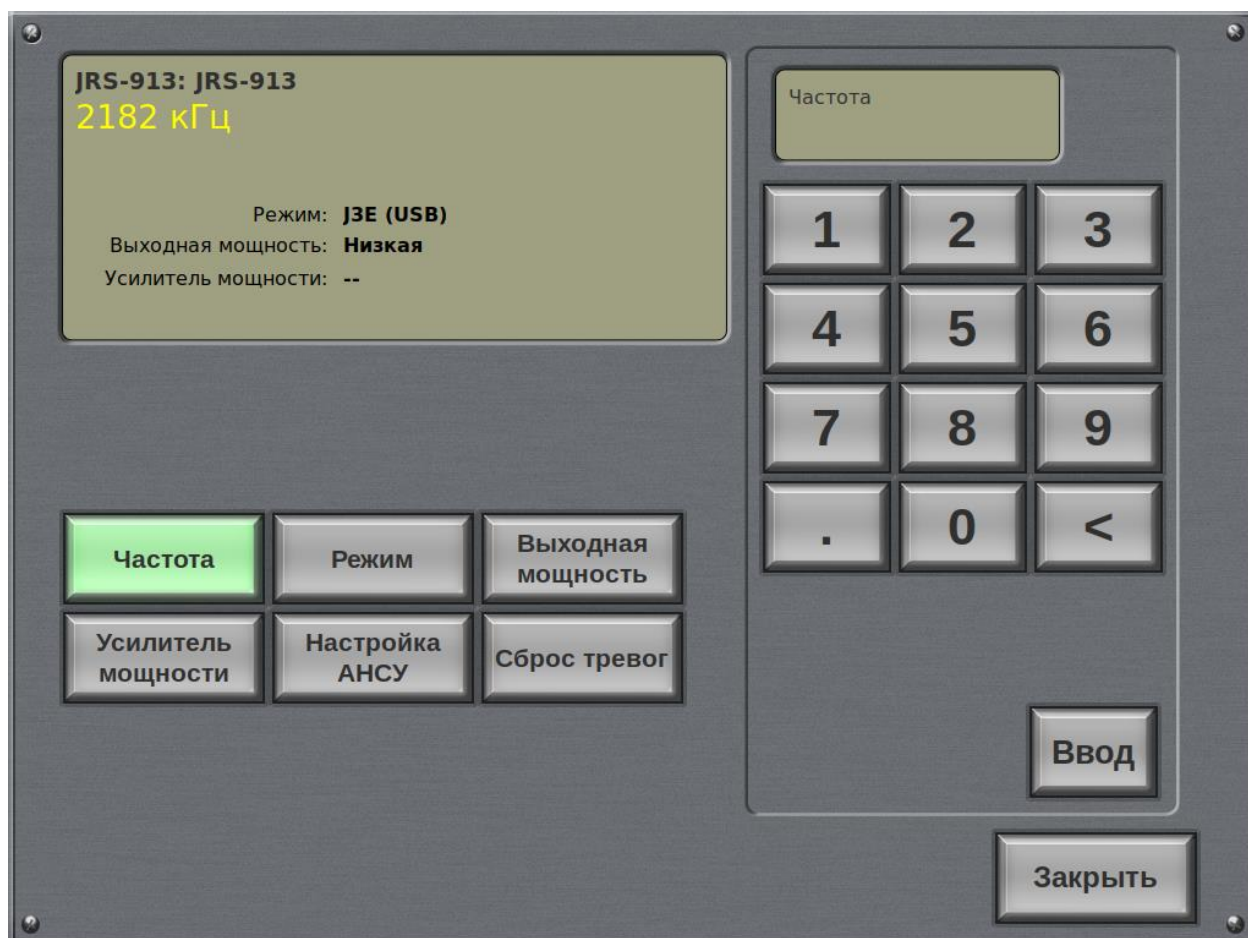 JRS-913: JRS-913
2182 кГц
Режим: J3E (USB)
Выходная мощность: Низкая
Усилитель мощности: --
Частота
1 2 3
4 5 6
7 8 9
. 0 <
Частота
Режим
Выходная
мощность
Усилитель
мощности
Настройка
АНСУ
Сброс тревог
Ввод
Закрыть